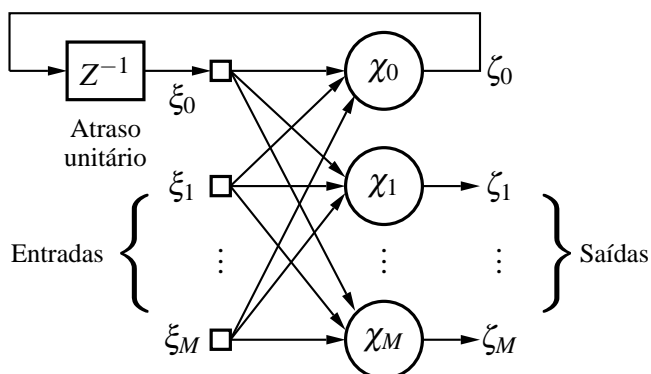 Z⁻¹
ξ₀
χ₀
ζ₀
Atraso
unitário
ξ₁
χ₁
ζ₁
Entradas
⋮
⋮
⋮
Saídas
ξ_M
χ_M
ζ_M